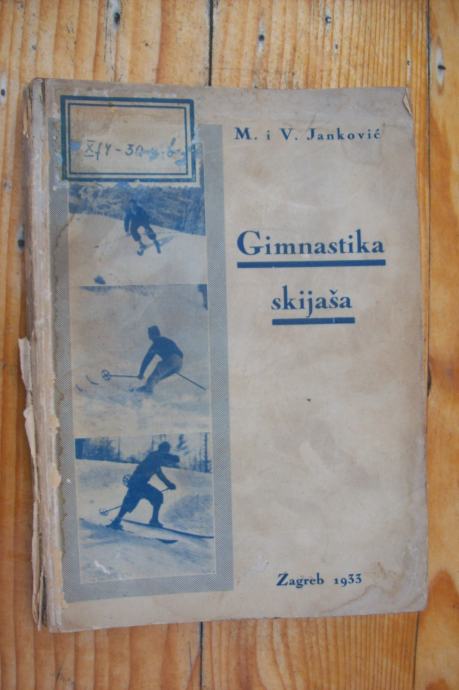 M. i V. Janković
Gimnastika
skijaša
Zagreb 1933